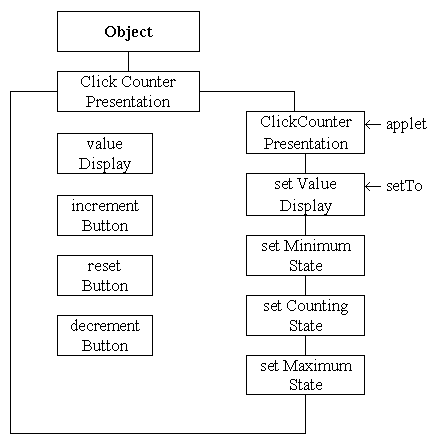 Object
Click Counter
Presentation
value
Display
increment
Button
reset
Button
decrement
Button
ClickCounter
Presentation
applet
set Value
Display
setTo
set Minimum
State
set Counting
State
set Maximum
State